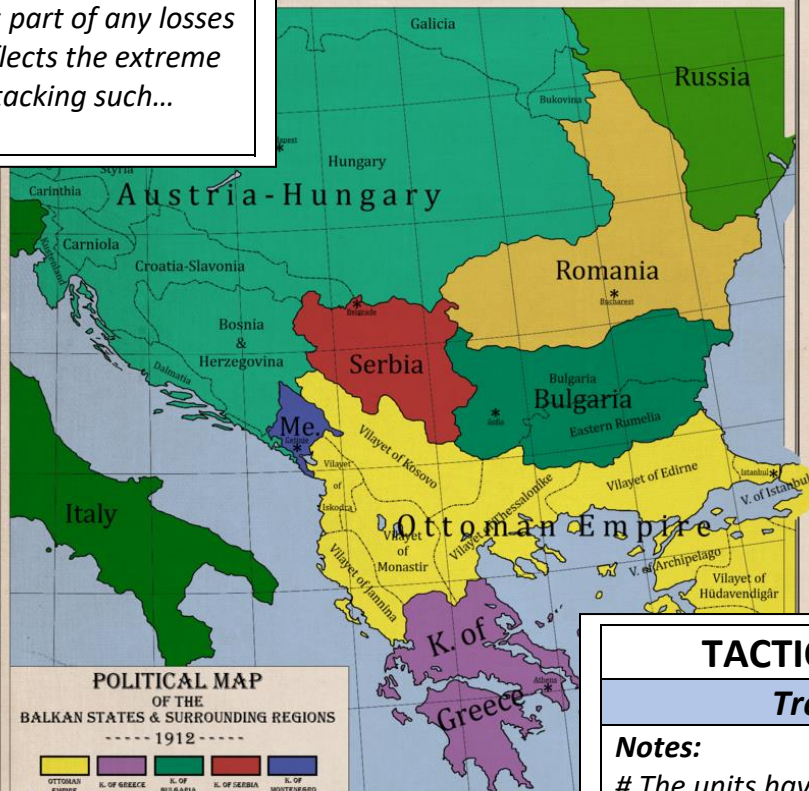 part of any losses
flects the extreme
tacking such…
Galicia
Russia
Bukovina
Hungary
Styria
Carinthia
Austria-Hungary
Carniola
Croatia-Slavonia
Romania
Bucharest
Belgrade
Bosnia
&
Herzegovina
Serbia
Dalmatia
Bulgaria
Bulgaria
Eastern Rumelia
Sofia
Me.
Cetinje
Vilayet of Kosovo
Vilayet
of
Iskodra
Vilayet of Edirne
Istanbul
V. of Istanbul
Italy
Ottoman Empire
Vilayet of Thessalonike
Vilayet
of
Monastir
Vilayet of Jannina
V. of Archipelago
Vilayet of
Hüdavendigâr
K. of
Greece
Athens
POLITICAL MAP
OF THE
BALKAN STATES & SURROUNDING REGIONS
- - - - - 1912 - - - - -
OTTOMAN
K. OF GREECE
K. OF
K. OF SERBIA
K. OF
TACTIC
Tre
Notes:
# The units hav